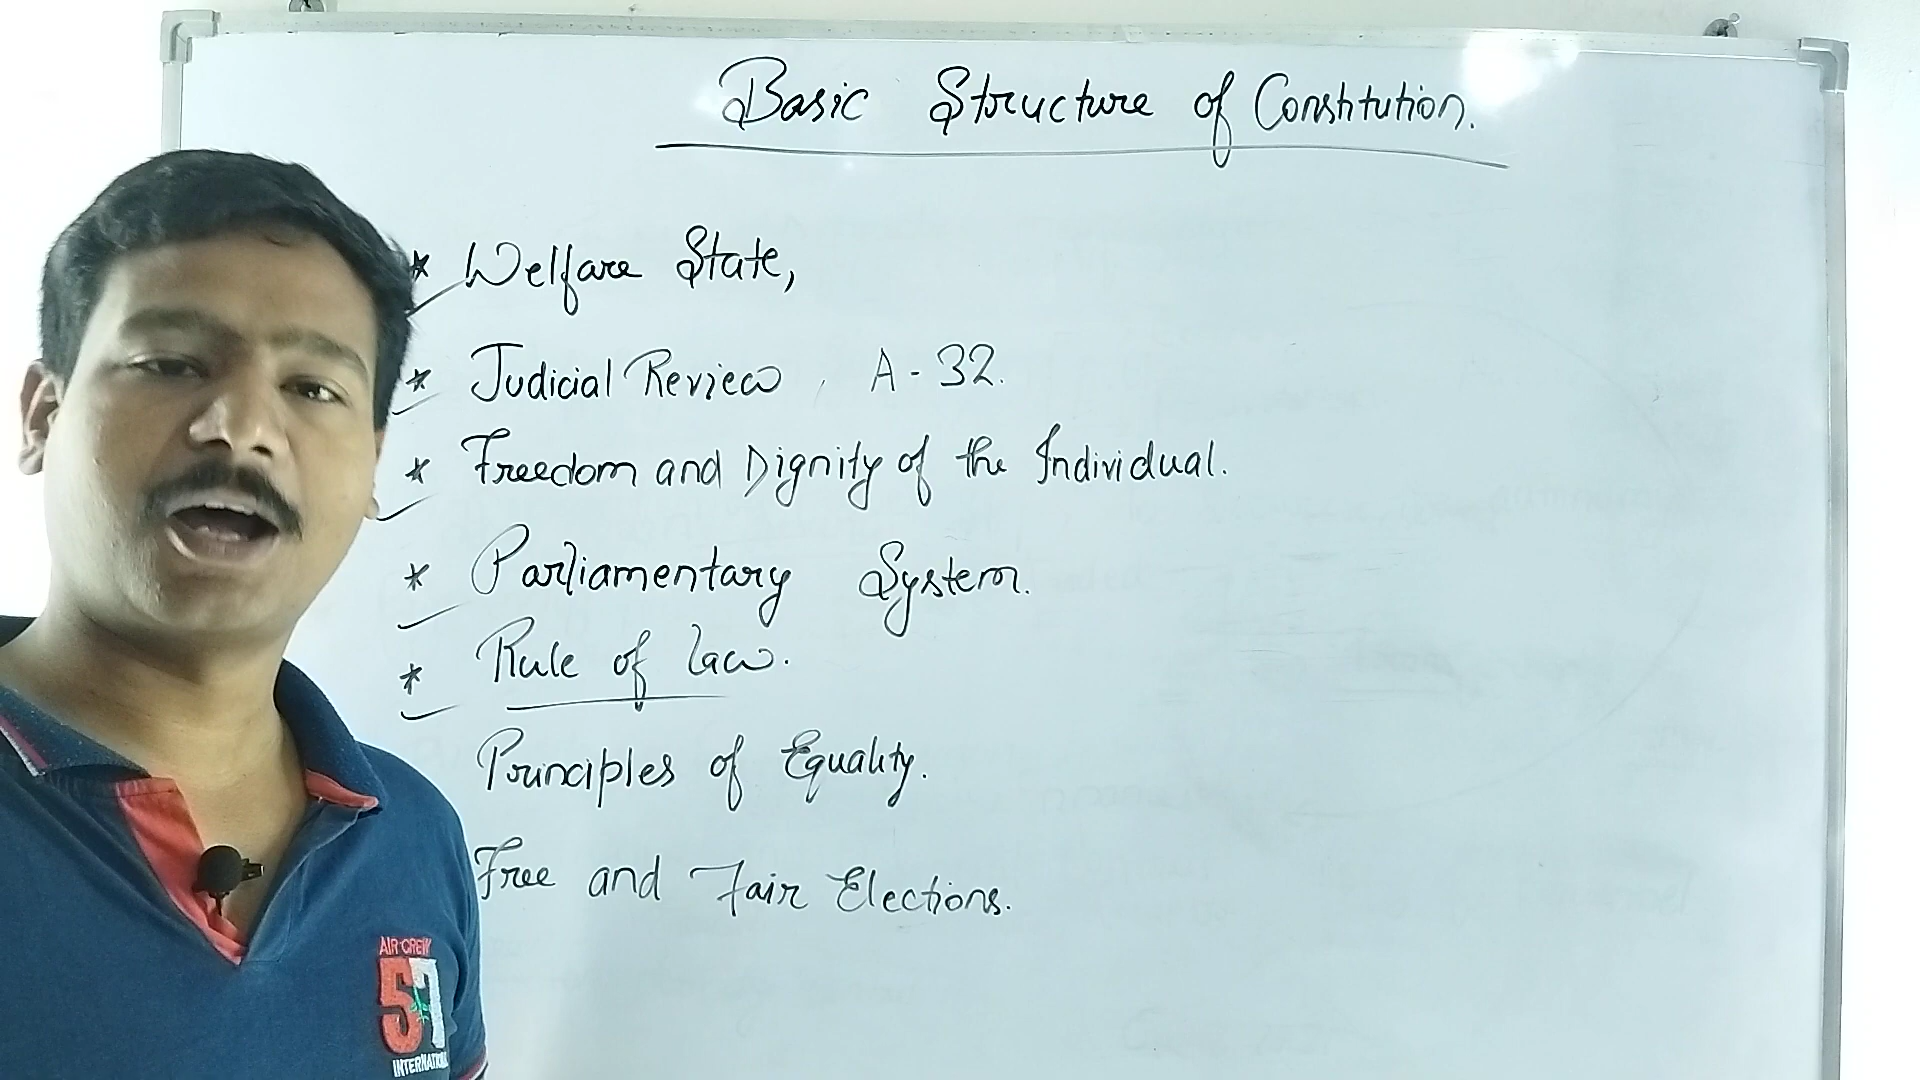 Basic Structure of Constitution.
* Welfare State,
* Judicial Review, A-32.
* Freedom and Dignity of the Individual.
* Parliamentary System.
* Rule of law.
Principles of Equality.
Free and Fair Elections.
AIR CREW
57
INTERNATIONAL